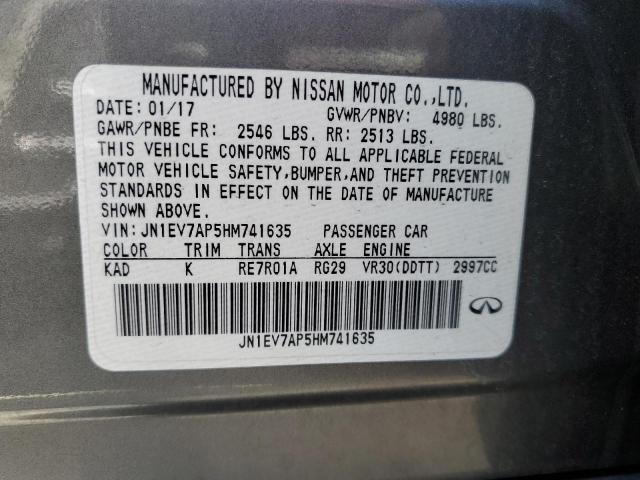 MANUFACTURED BY NISSAN MOTOR CO.,LTD.
DATE: 01/17 GVWR/PNBV: 4980 LBS.
GAWR/PNBE FR: 2546 LBS. RR: 2513 LBS.
THIS VEHICLE CONFORMS TO ALL APPLICABLE FEDERAL
MOTOR VEHICLE SAFETY,BUMPER,AND THEFT PREVENTION
STANDARDS IN EFFECT ON THE DATE OF MANUFACTURE
SHOWN ABOVE.
VIN: JN1EV7AP5HM741635 PASSENGER CAR
COLOR TRIM TRANS AXLE ENGINE
KAD K RE7R01A RG29 VR30(DDTT) 2997CC
JN1EV7AP5HM741635